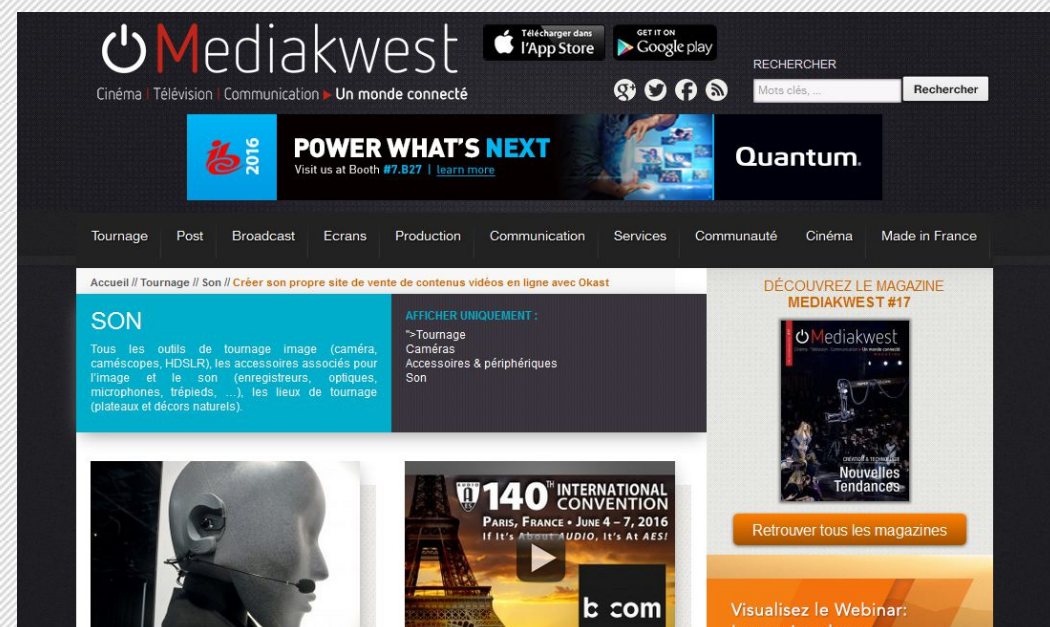 Mediakwest
Cinéma | Télévision | Communication ► Un monde connecté
Télécharger dans
l'App Store
GET IT ON
Google play
RECHERCHER
Mots clés, ...
Rechercher
ibc 2016
POWER WHAT'S NEXT
Visit us at Booth #7.B27 | learn more
Quantum.
Tournage Post Broadcast Ecrans Production Communication Services Communauté Cinéma Made in France
Accueil // Tournage // Son // Créer son propre site de vente de contenus vidéos en ligne avec Okast
SON
Tous les outils de tournage image (caméra,
caméscopes, HDSLR), les accessoires associés pour
l'image et le son (enregistreurs, optiques,
microphones, trépieds, ...), les lieux de tournage
(plateaux et décors naturels).
AFFICHER UNIQUEMENT :
">Tournage
Caméras
Accessoires & périphériques
Son
DÉCOUVREZ LE MAGAZINE
MEDIAKWEST #17
Mediakwest
Nouvelles
Tendances
Retrouver tous les magazines
AUDIO
AES
140TH INTERNATIONAL
CONVENTION
PARIS, FRANCE • JUNE 4 – 7, 2016
If It's About AUDIO, It's At AES!
b com
Visualisez le Webinar: